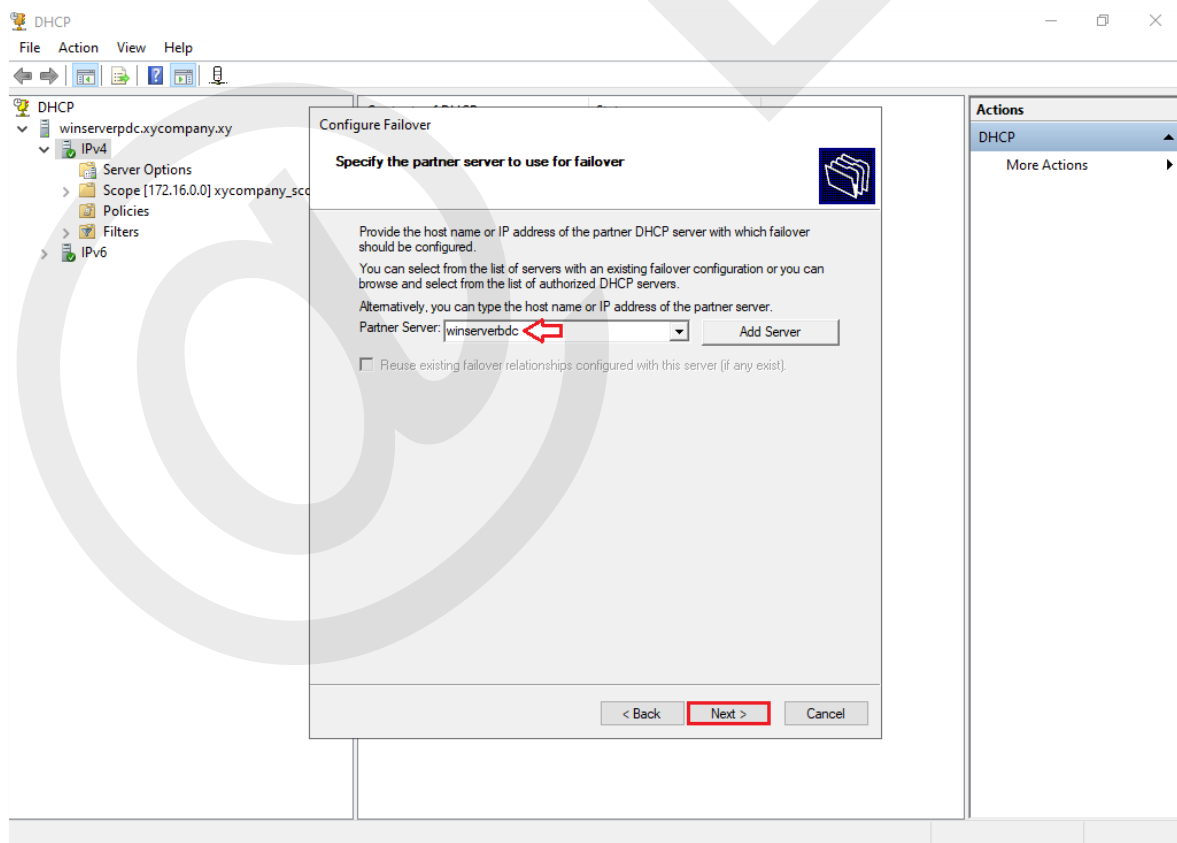 DHCP
File Action View Help
DHCP
winserverpdc.xycompany.xy
IPv4
Server Options
Scope [172.16.0.0] xycompany_sco
Policies
Filters
IPv6
Configure Failover
Specify the partner server to use for failover
Provide the host name or IP address of the partner DHCP server with which failover
should be configured.
You can select from the list of servers with an existing failover configuration or you can
browse and select from the list of authorized DHCP servers.
Alternatively, you can type the host name or IP address of the partner server.
Partner Server: winserverbdc Add Server
Reuse existing failover relationships configured with this server (if any exist).
< Back Next > Cancel
Actions
DHCP
More Actions